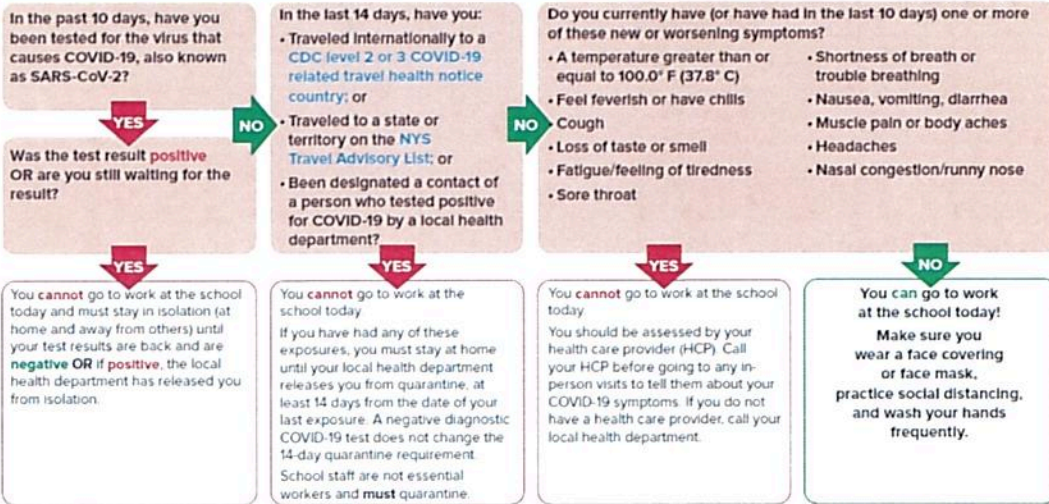 In the past 10 days, have you
been tested for the virus that
causes COVID-19, also known
as SARS-CoV-2?
YES
NO
Was the test result positive
OR are you still waiting for the
result?
YES
You cannot go to work at the school
today and must stay in isolation (at
home and away from others) until
your test results are back and are
negative OR if positive, the local
health department has released you
from isolation.
In the last 14 days, have you:
• Traveled internationally to a
CDC level 2 or 3 COVID-19
related travel health notice
country; or
• Traveled to a state or
territory on the NYS
Travel Advisory List; or
• Been designated a contact of
a person who tested positive
for COVID-19 by a local health
department?
NO
YES
You cannot go to work at the
school today
If you have had any of these
exposures, you must stay at home
until your local health department
releases you from quarantine, at
least 14 days from the date of your
last exposure. A negative diagnostic
COVID-19 test does not change the
14-day quarantine requirement.
School staff are not essential
workers and must quarantine.
Do you currently have (or have had in the last 10 days) one or more
of these new or worsening symptoms?
• A temperature greater than or
equal to 100.0° F (37.8° C)
• Feel feverish or have chills
• Cough
• Loss of taste or smell
• Fatigue/feeling of tiredness
• Sore throat
• Shortness of breath or
trouble breathing
• Nausea, vomiting, diarrhea
• Muscle pain or body aches
• Headaches
• Nasal congestion/runny nose
YES
You cannot go to work at the school
today.
You should be assessed by your
health care provider (HCP). Call
your HCP before going to any in-
person visits to tell them about your
COVID-19 symptoms. If you do not
have a health care provider, call your
local health department.
NO
You can go to work
at the school today!
Make sure you
wear a face covering
or face mask,
practice social distancing,
and wash your hands
frequently.